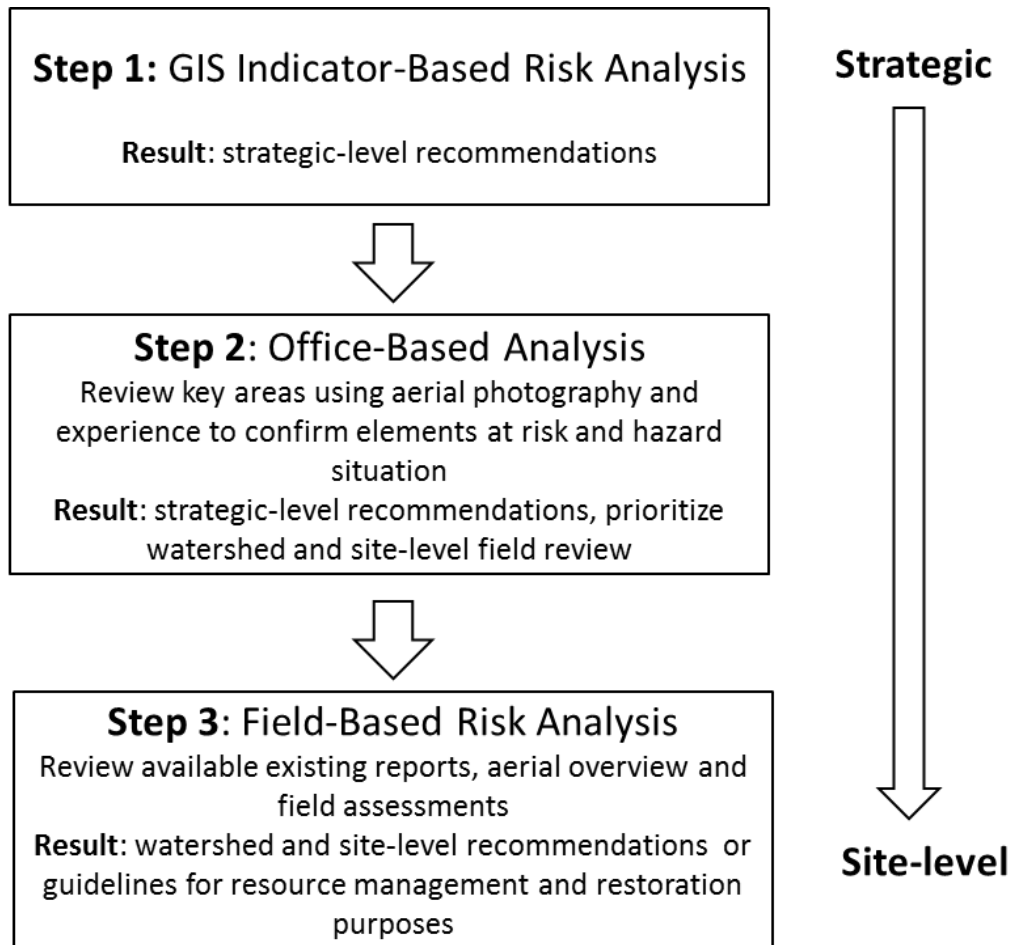 Step 1: GIS Indicator-Based Risk Analysis
Result: strategic-level recommendations
Strategic
Step 2: Office-Based Analysis
Review key areas using aerial photography and
experience to confirm elements at risk and hazard
situation
Result: strategic-level recommendations, prioritize
watershed and site-level field review
Step 3: Field-Based Risk Analysis
Review available existing reports, aerial overview and
field assessments
Result: watershed and site-level recommendations or
guidelines for resource management and restoration
purposes
Site-level